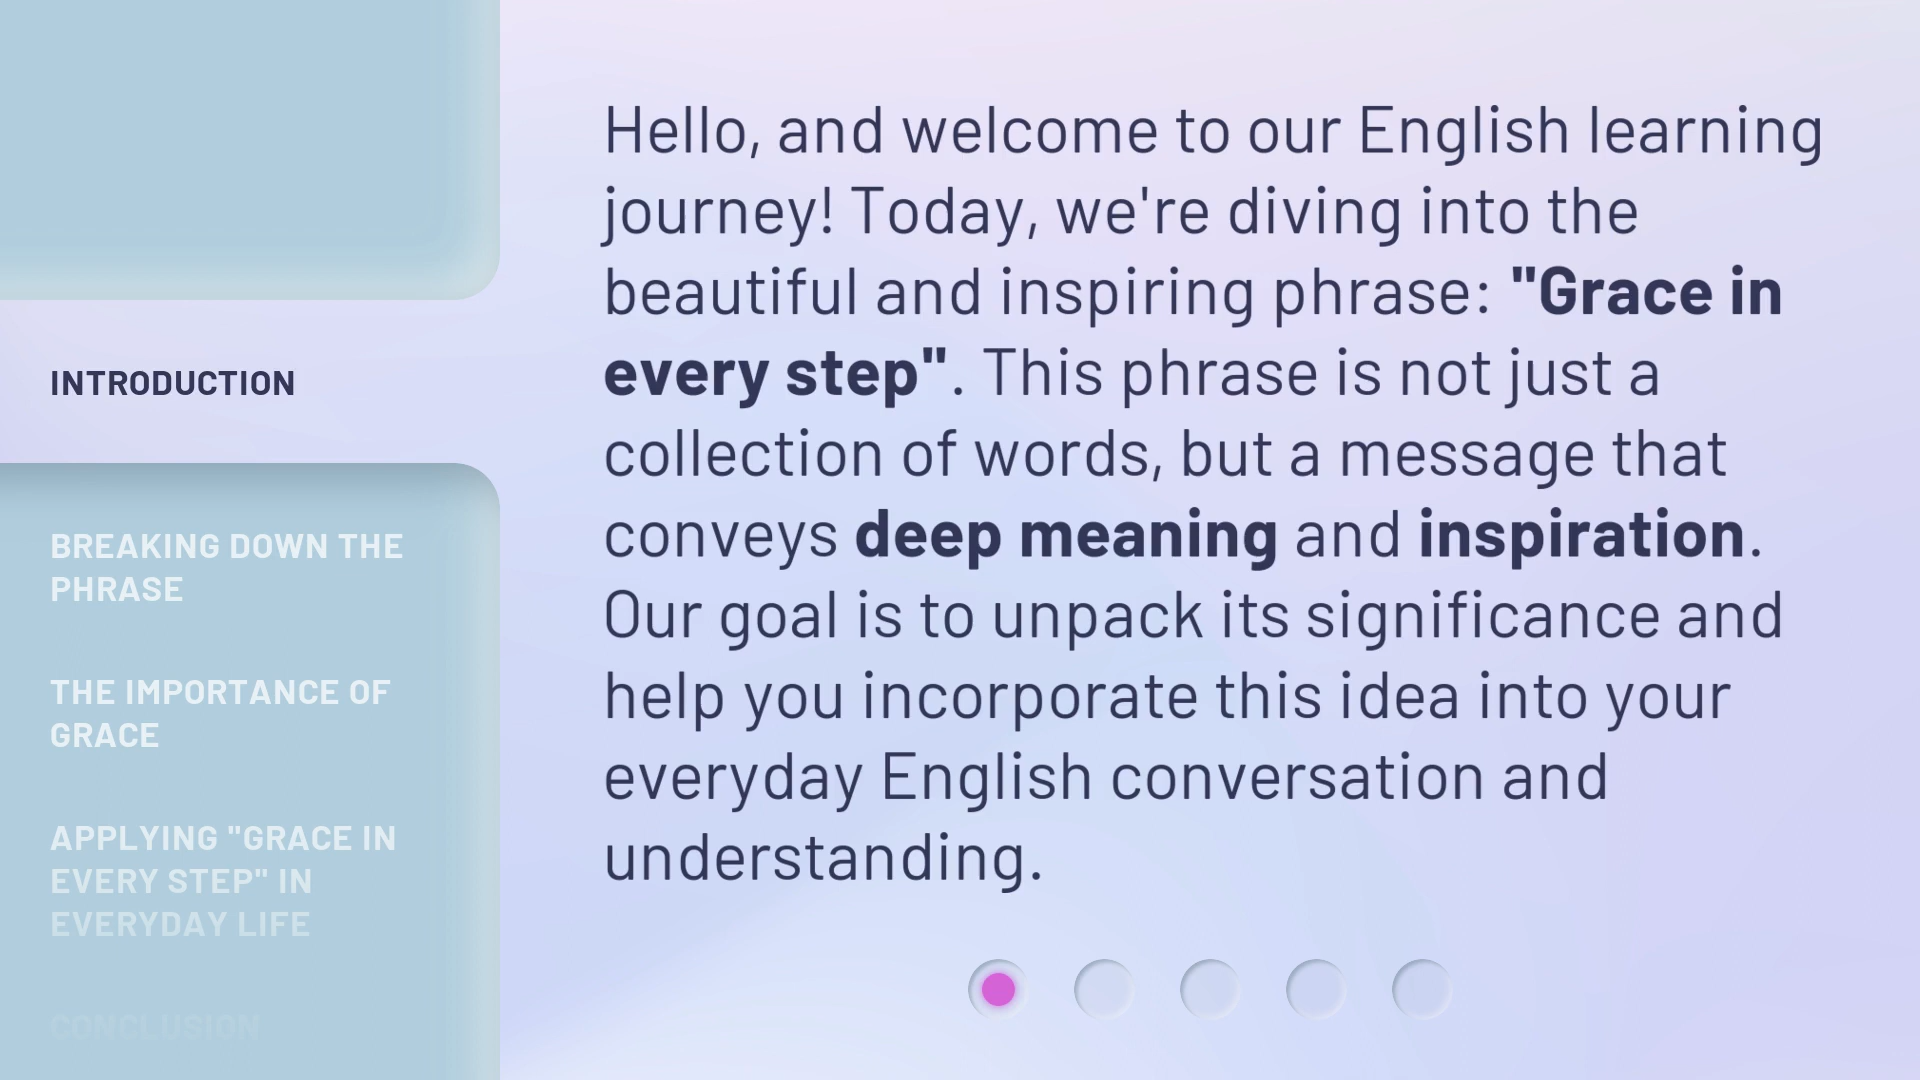 INTRODUCTION
BREAKING DOWN THE
PHRASE
THE IMPORTANCE OF
GRACE
APPLYING "GRACE IN
EVERY STEP" IN
EVERYDAY LIFE
CONCLUSION
Hello, and welcome to our English learning
journey! Today, we're diving into the
beautiful and inspiring phrase: "Grace in
every step". This phrase is not just a
collection of words, but a message that
conveys deep meaning and inspiration.
Our goal is to unpack its significance and
help you incorporate this idea into your
everyday English conversation and
understanding.